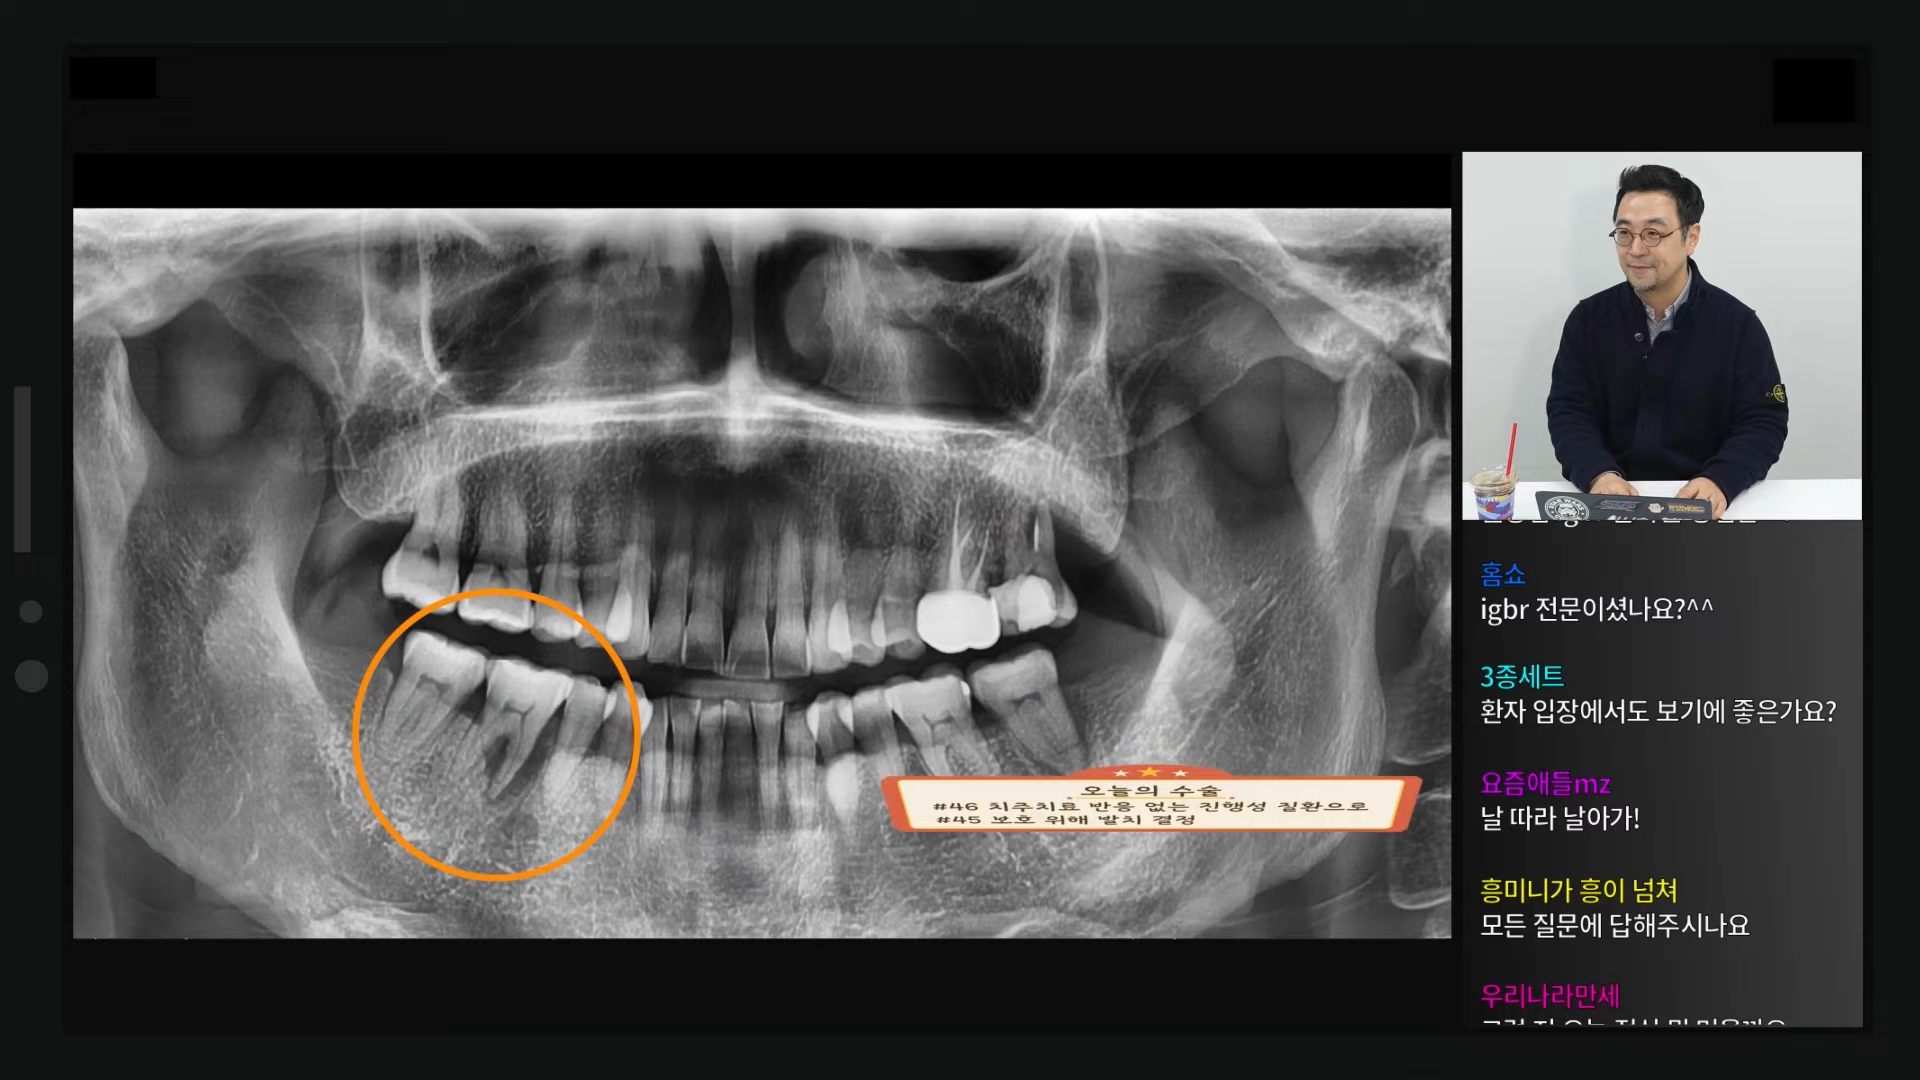 오늘의 수술
#46 치주치료 반응 없는 진행성 질환으로
#45 보호 위해 발치 결정
STAR WARS
홈쇼
igbr 전문이셨나요?^^
3종세트
환자 입장에서도 보기에 좋은가요?
요즘애들mz
날 따라 날아가!
흥미니가 흥이 넘쳐
모든 질문에 답해주시나요
우리나라만세